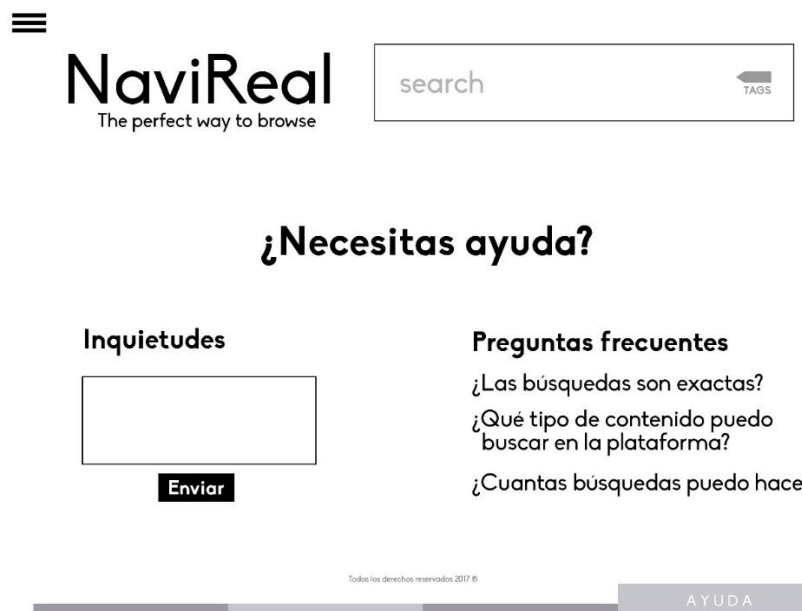 NaviReal
The perfect way to browse
search
TAGS
¿Necesitas ayuda?
Inquietudes
Enviar
Preguntas frecuentes
¿Las búsquedas son exactas?
¿Qué tipo de contenido puedo
buscar en la plataforma?
¿Cuantas búsquedas puedo hace
Todos los derechos reservados 2017 ®
AYUDA